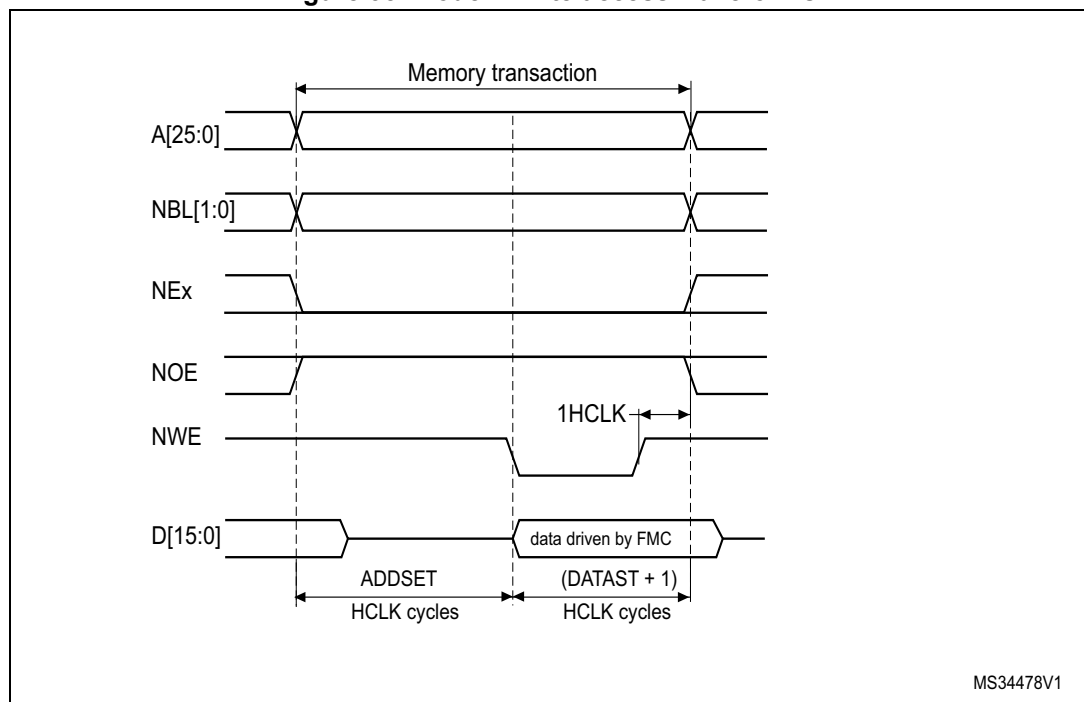 Memory transaction
A[25:0]
NBL[1:0]
NEx
NOE
1HCLK
NWE
D[15:0]
data driven by FMC
ADDSET (DATAST + 1)
HCLK cycles HCLK cycles
MS34478V1